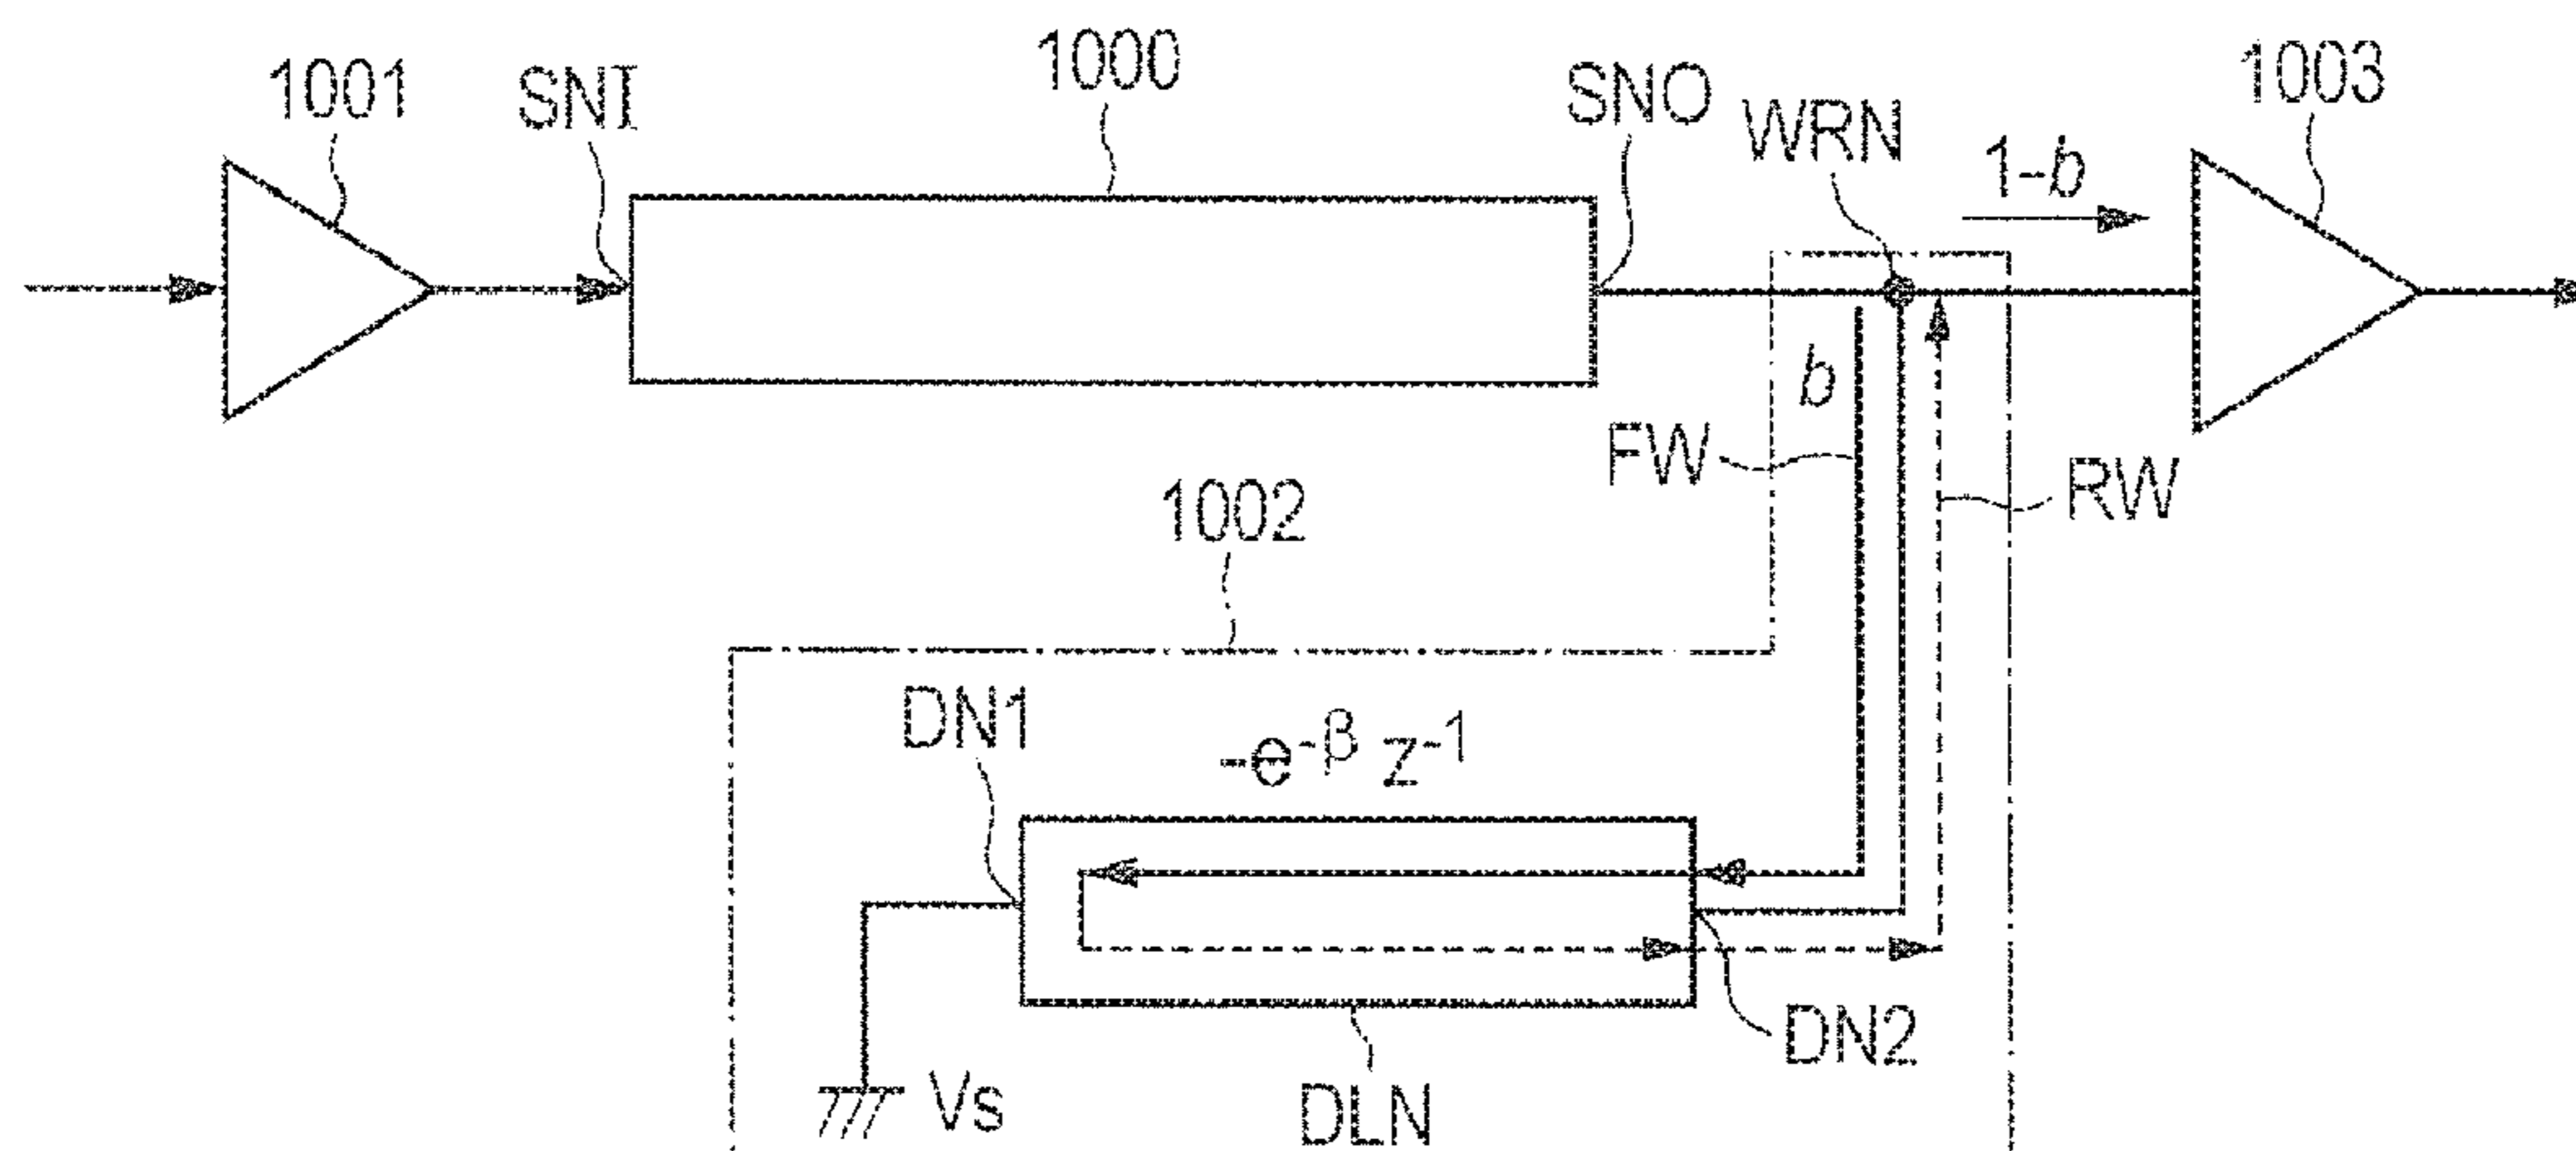 1000
1001
SNI
SNO
1003
WRN
1-b
b
FW
RW
1002
DN1
-e^-β z^-1
DN2
Vs
DLN